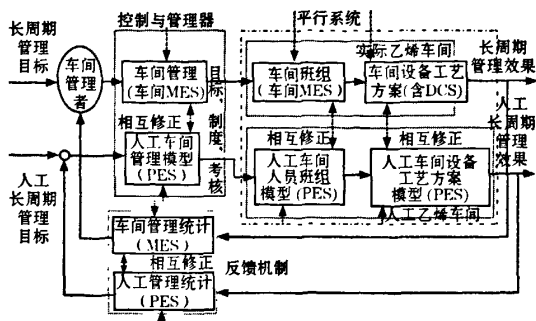 控制与管理器
平行系统
长周期
管理
目标
车间
管理
者
车间管理
(车间MES)
目标、
制度、
考核
实际乙烯车间
车间班组
(车间MES)
车间设备工艺
方案(含DCS)
长周期
管理效果
人工
长周期
管理
效果
相互修正
人工车间
管理模型
(PES)
相互修正
相互修正
人工车间
人员班组
模型(PES)
人工车间设备
工艺方案
模型(PES)
人工乙烯车间
人工
长周期
管理
目标
车间管理统计
(MES)
相互修正
反馈机制
人工管理统计
(PES)